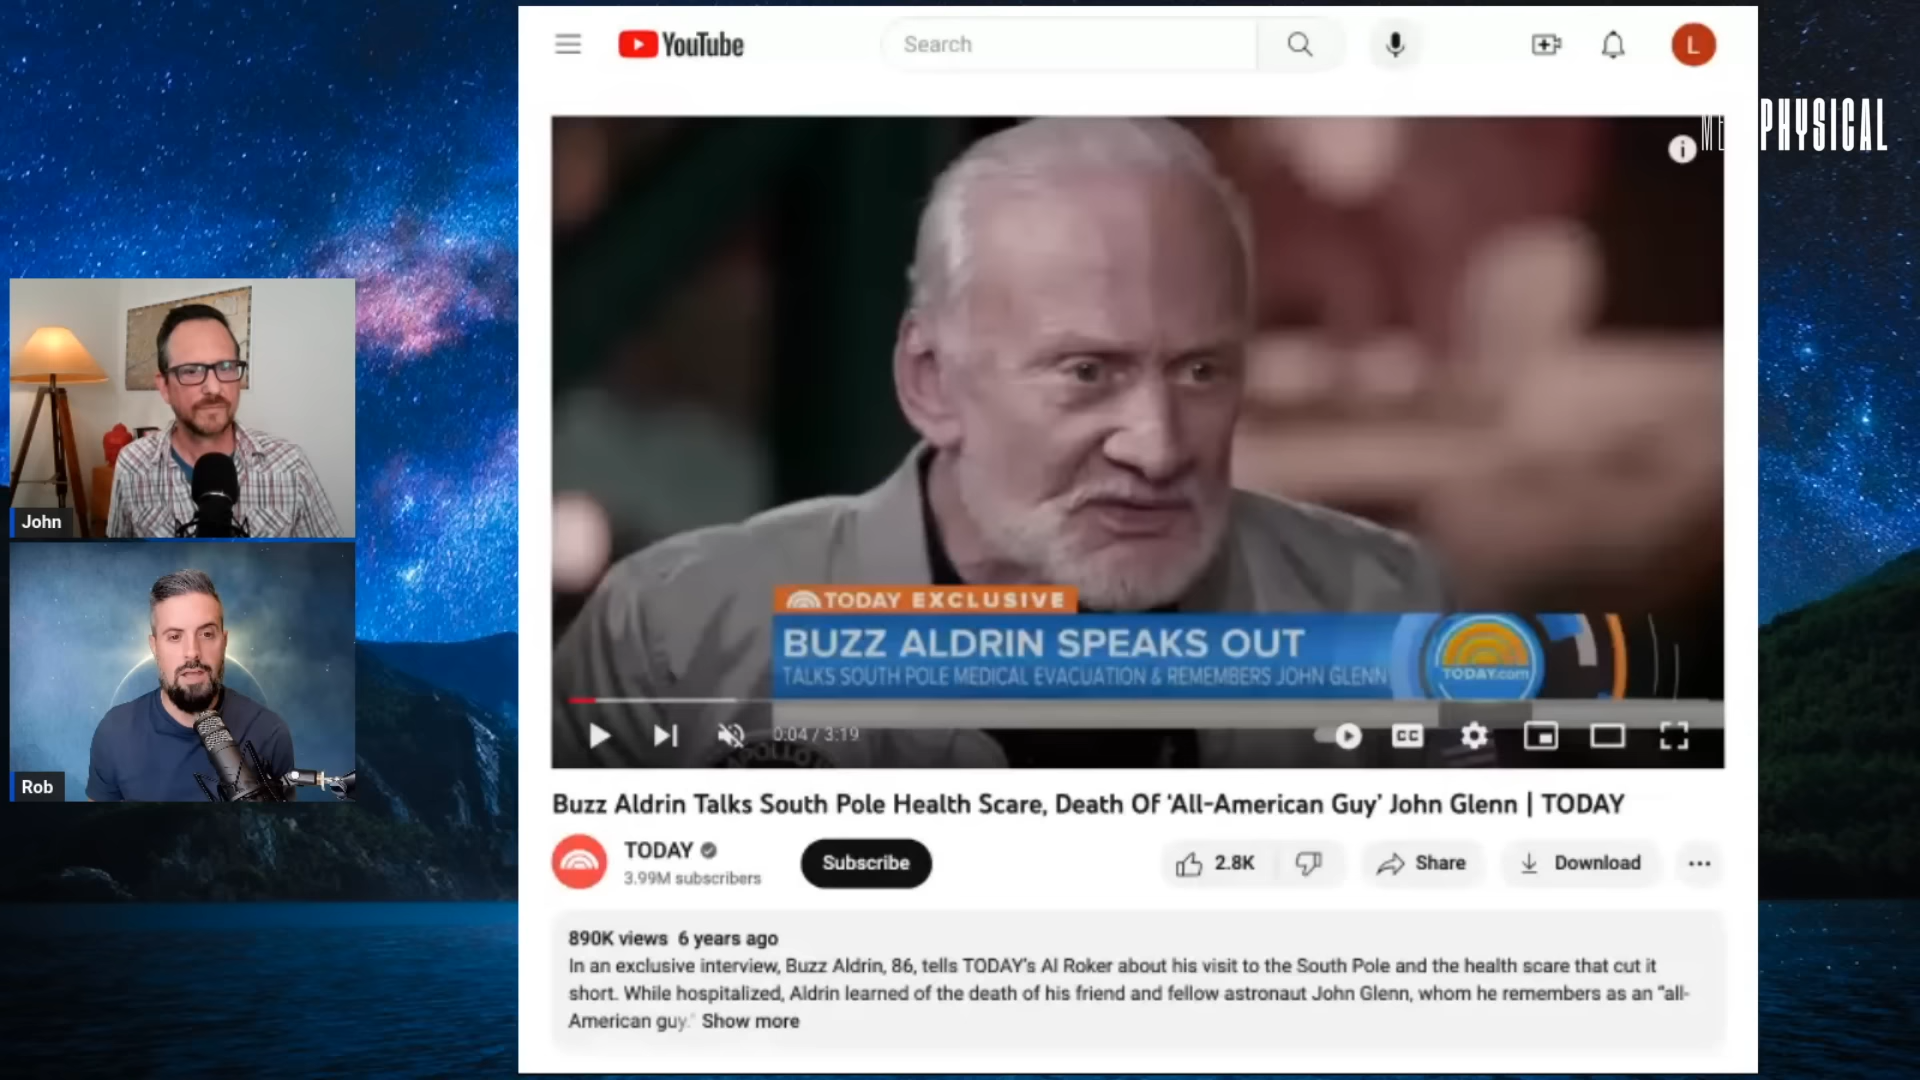 YouTube
Search
L
ME PHYSICAL
TODAY EXCLUSIVE
BUZZ ALDRIN SPEAKS OUT
TALKS SOUTH POLE MEDICAL EVACUATION & REMEMBERS JOHN GLENN
TODAY.com
John
0:04 / 3:19
CC
Rob
Buzz Aldrin Talks South Pole Health Scare, Death Of ‘All-American Guy’ John Glenn | TODAY
TODAY
3.99M subscribers
Subscribe
2.8K
Share
Download
890K views 6 years ago
In an exclusive interview, Buzz Aldrin, 86, tells TODAY’s Al Roker about his visit to the South Pole and the health scare that cut it
short. While hospitalized, Aldrin learned of the death of his friend and fellow astronaut John Glenn, whom he remembers as an “all-
American guy.” Show more